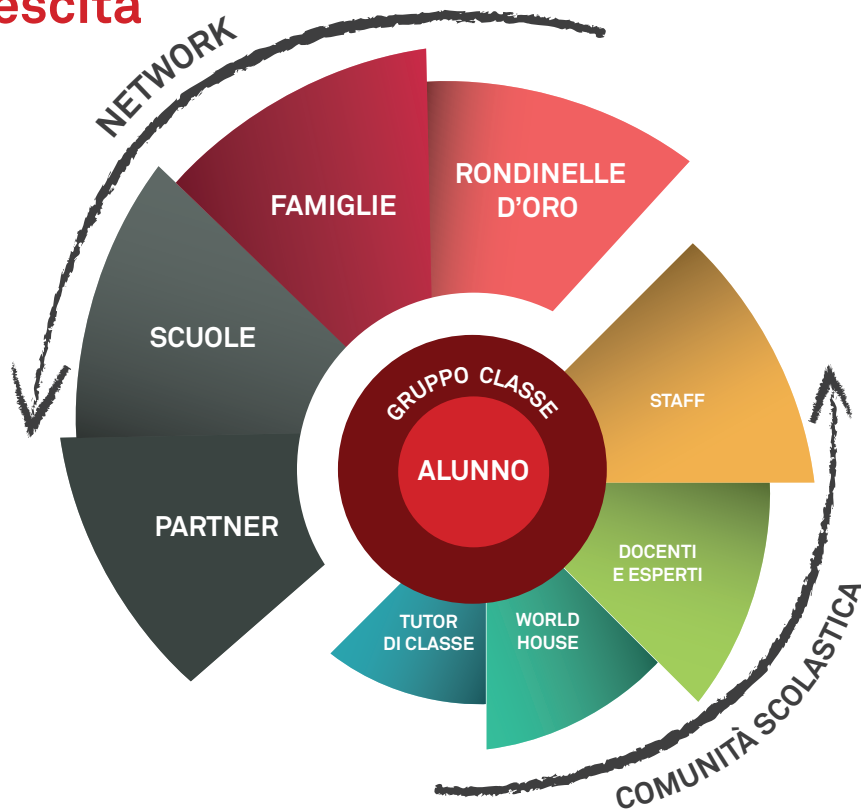 escita
NETWORK
FAMIGLIE
RONDINELLE
D'ORO
SCUOLE
PARTNER
GRUPPO CLASSE
ALUNNO
STAFF
DOCENTI
E ESPERTI
WORLD
HOUSE
TUTOR
DI CLASSE
COMUNITÀ SCOLASTICA